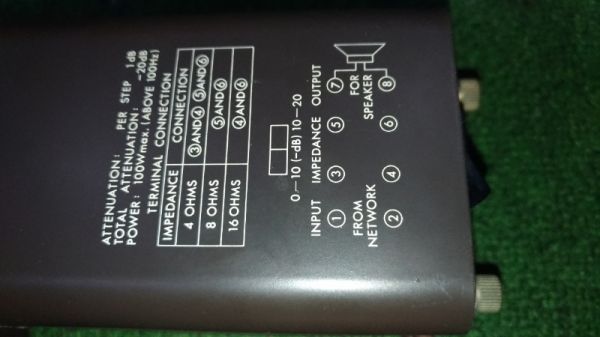 ATTENUATION: PER STEP 1dB
TOTAL ATTENUATION: -20dB
POWER: 100Wmax. (ABOVE 100Hz)
TERMINAL CONNECTION
IMPEDANCE CONNECTION
4 OHMS ③AND④ ⑤AND⑥
8 OHMS ⑤AND⑥
16 OHMS ④AND⑥
0—10 (-dB) 10—20
INPUT IMPEDANCE OUTPUT
① ③ ⑤ ⑦
FROM NETWORK FOR SPEAKER
② ④ ⑥ ⑧